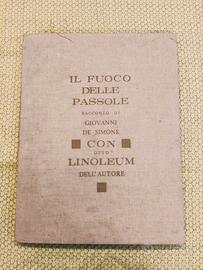 IL FUOCO
DELLE
PASSOLE
RACCONTO DI
GIOVANNI
DE SIMONE
CON
OTTO
LINOLEUM
DELL'AUTORE